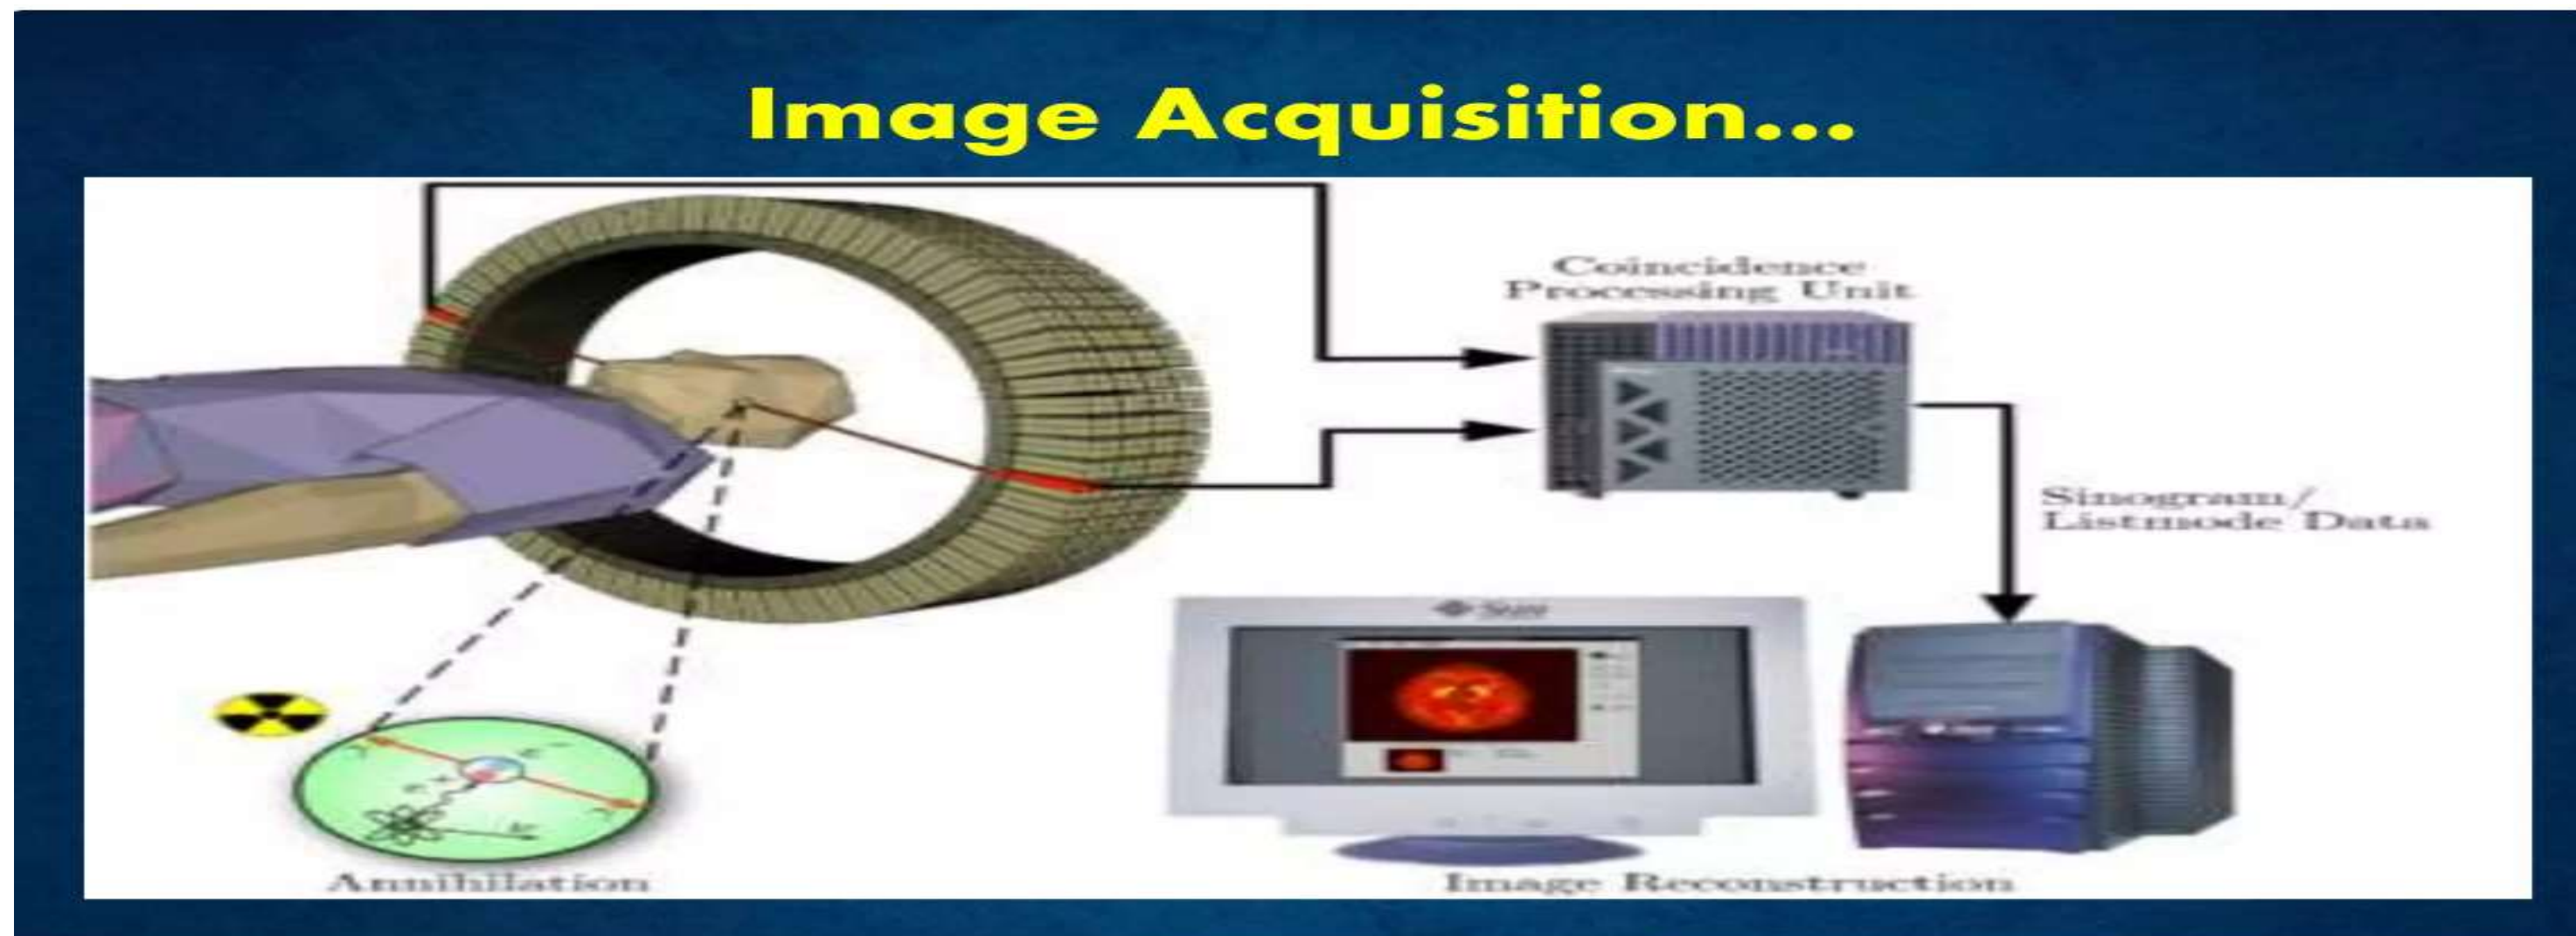 Image Acquisition...
Coincidence
Processing Unit
Sinogram/
Listmode Data
Annihilation
Image Reconstruction